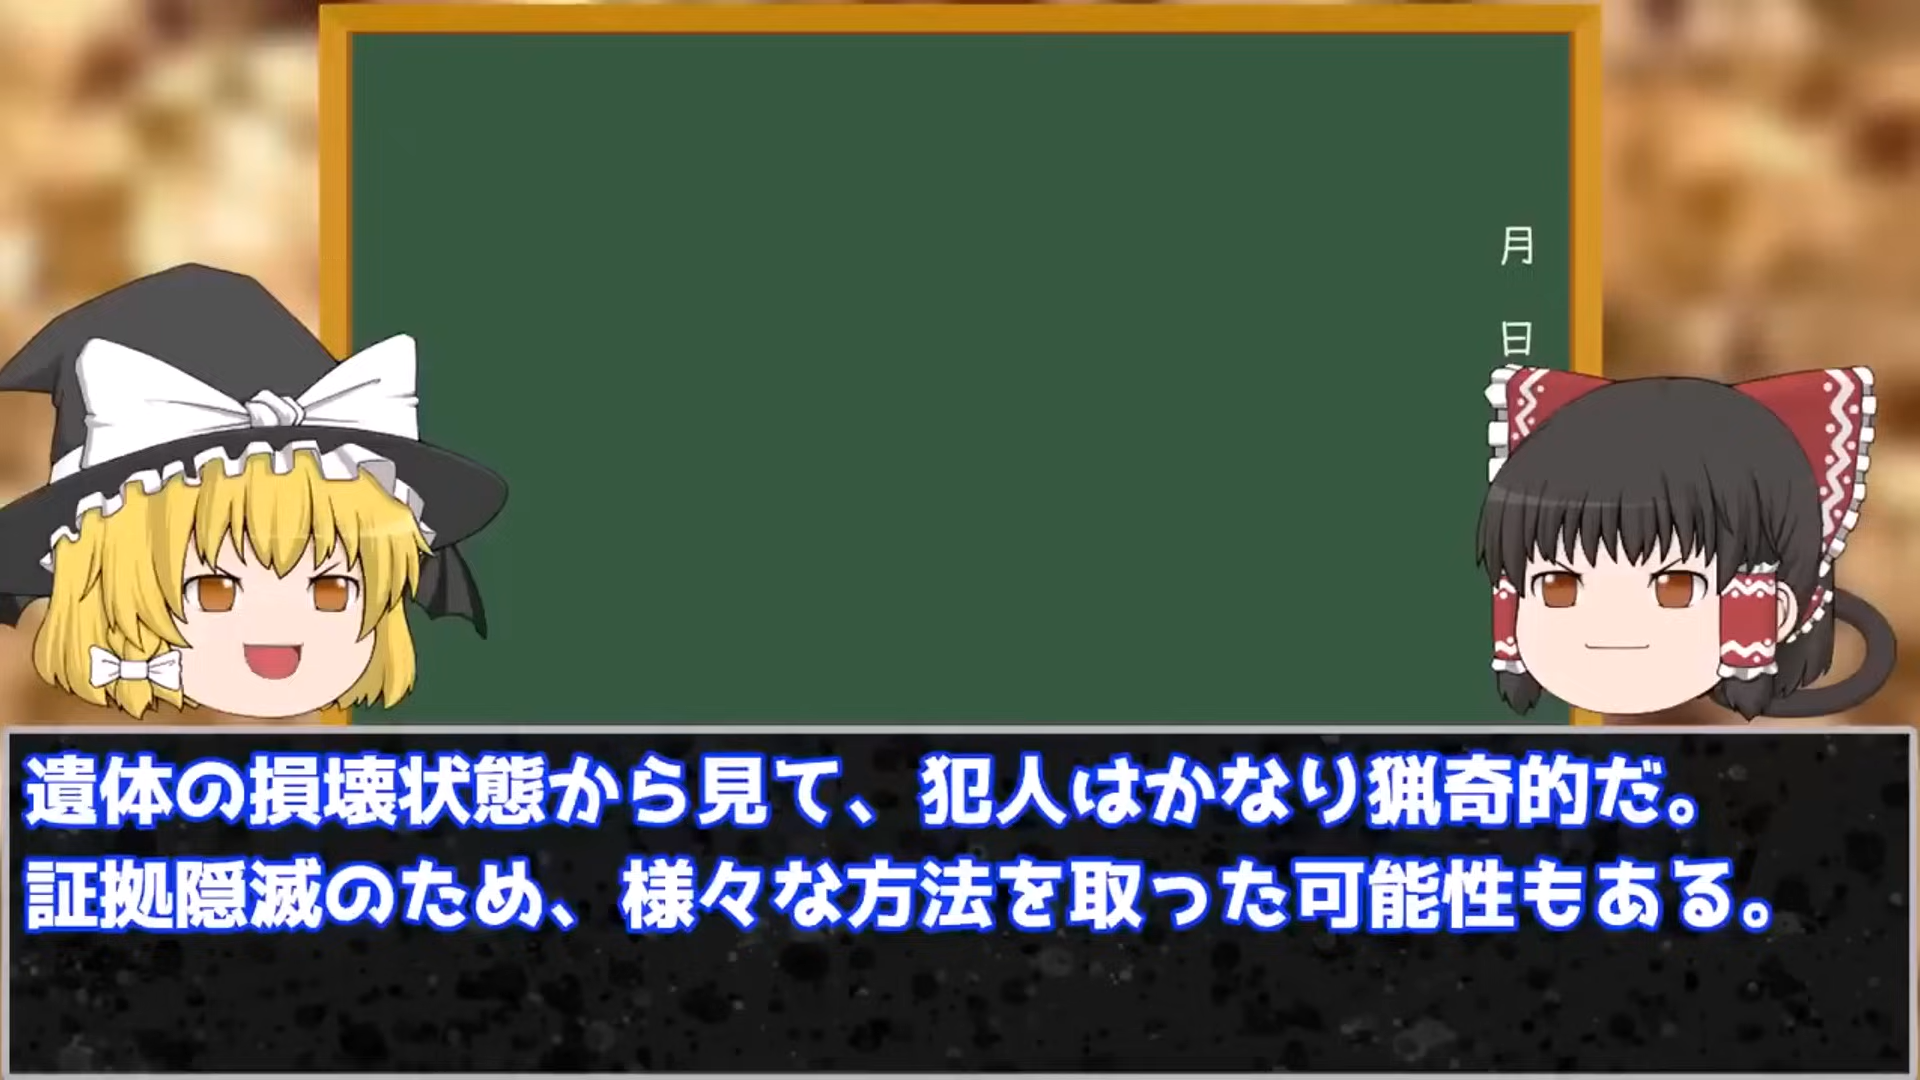 月
日
遺体の損壊状態から見て、犯人はかなり猟奇的だ。
証拠隠滅のため、様々な方法を取った可能性もある。